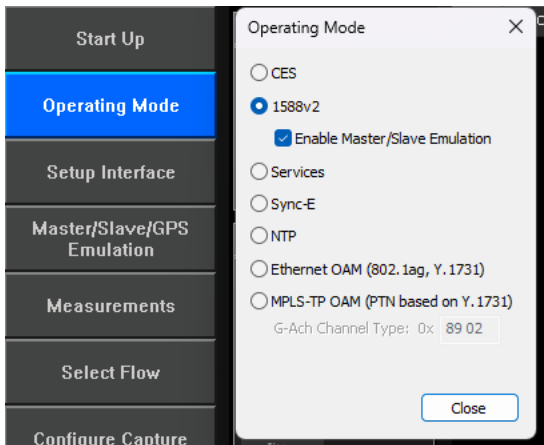 Start Up
Operating Mode
Setup Interface
Master/Slave/GPS
Emulation
Measurements
Select Flow
Configure Capture
Operating Mode
CES
1588v2
Enable Master/Slave Emulation
Services
Sync-E
NTP
Ethernet OAM (802.1ag, Y.1731)
MPLS-TP OAM (PTN based on Y.1731)
G-Ach Channel Type: 0x 89 02
Close